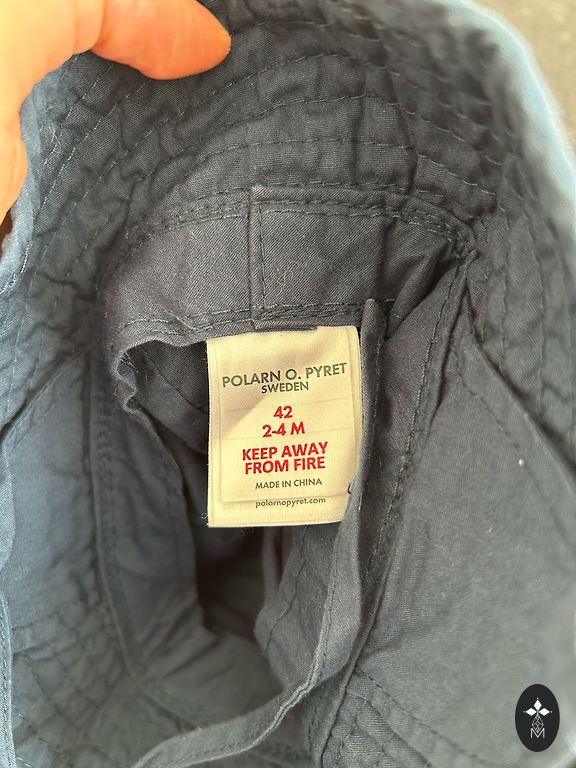 POLARN O. PYRET
SWEDEN
42
2-4 M
KEEP AWAY
FROM FIRE
MADE IN CHINA
polarnopyret.com
M